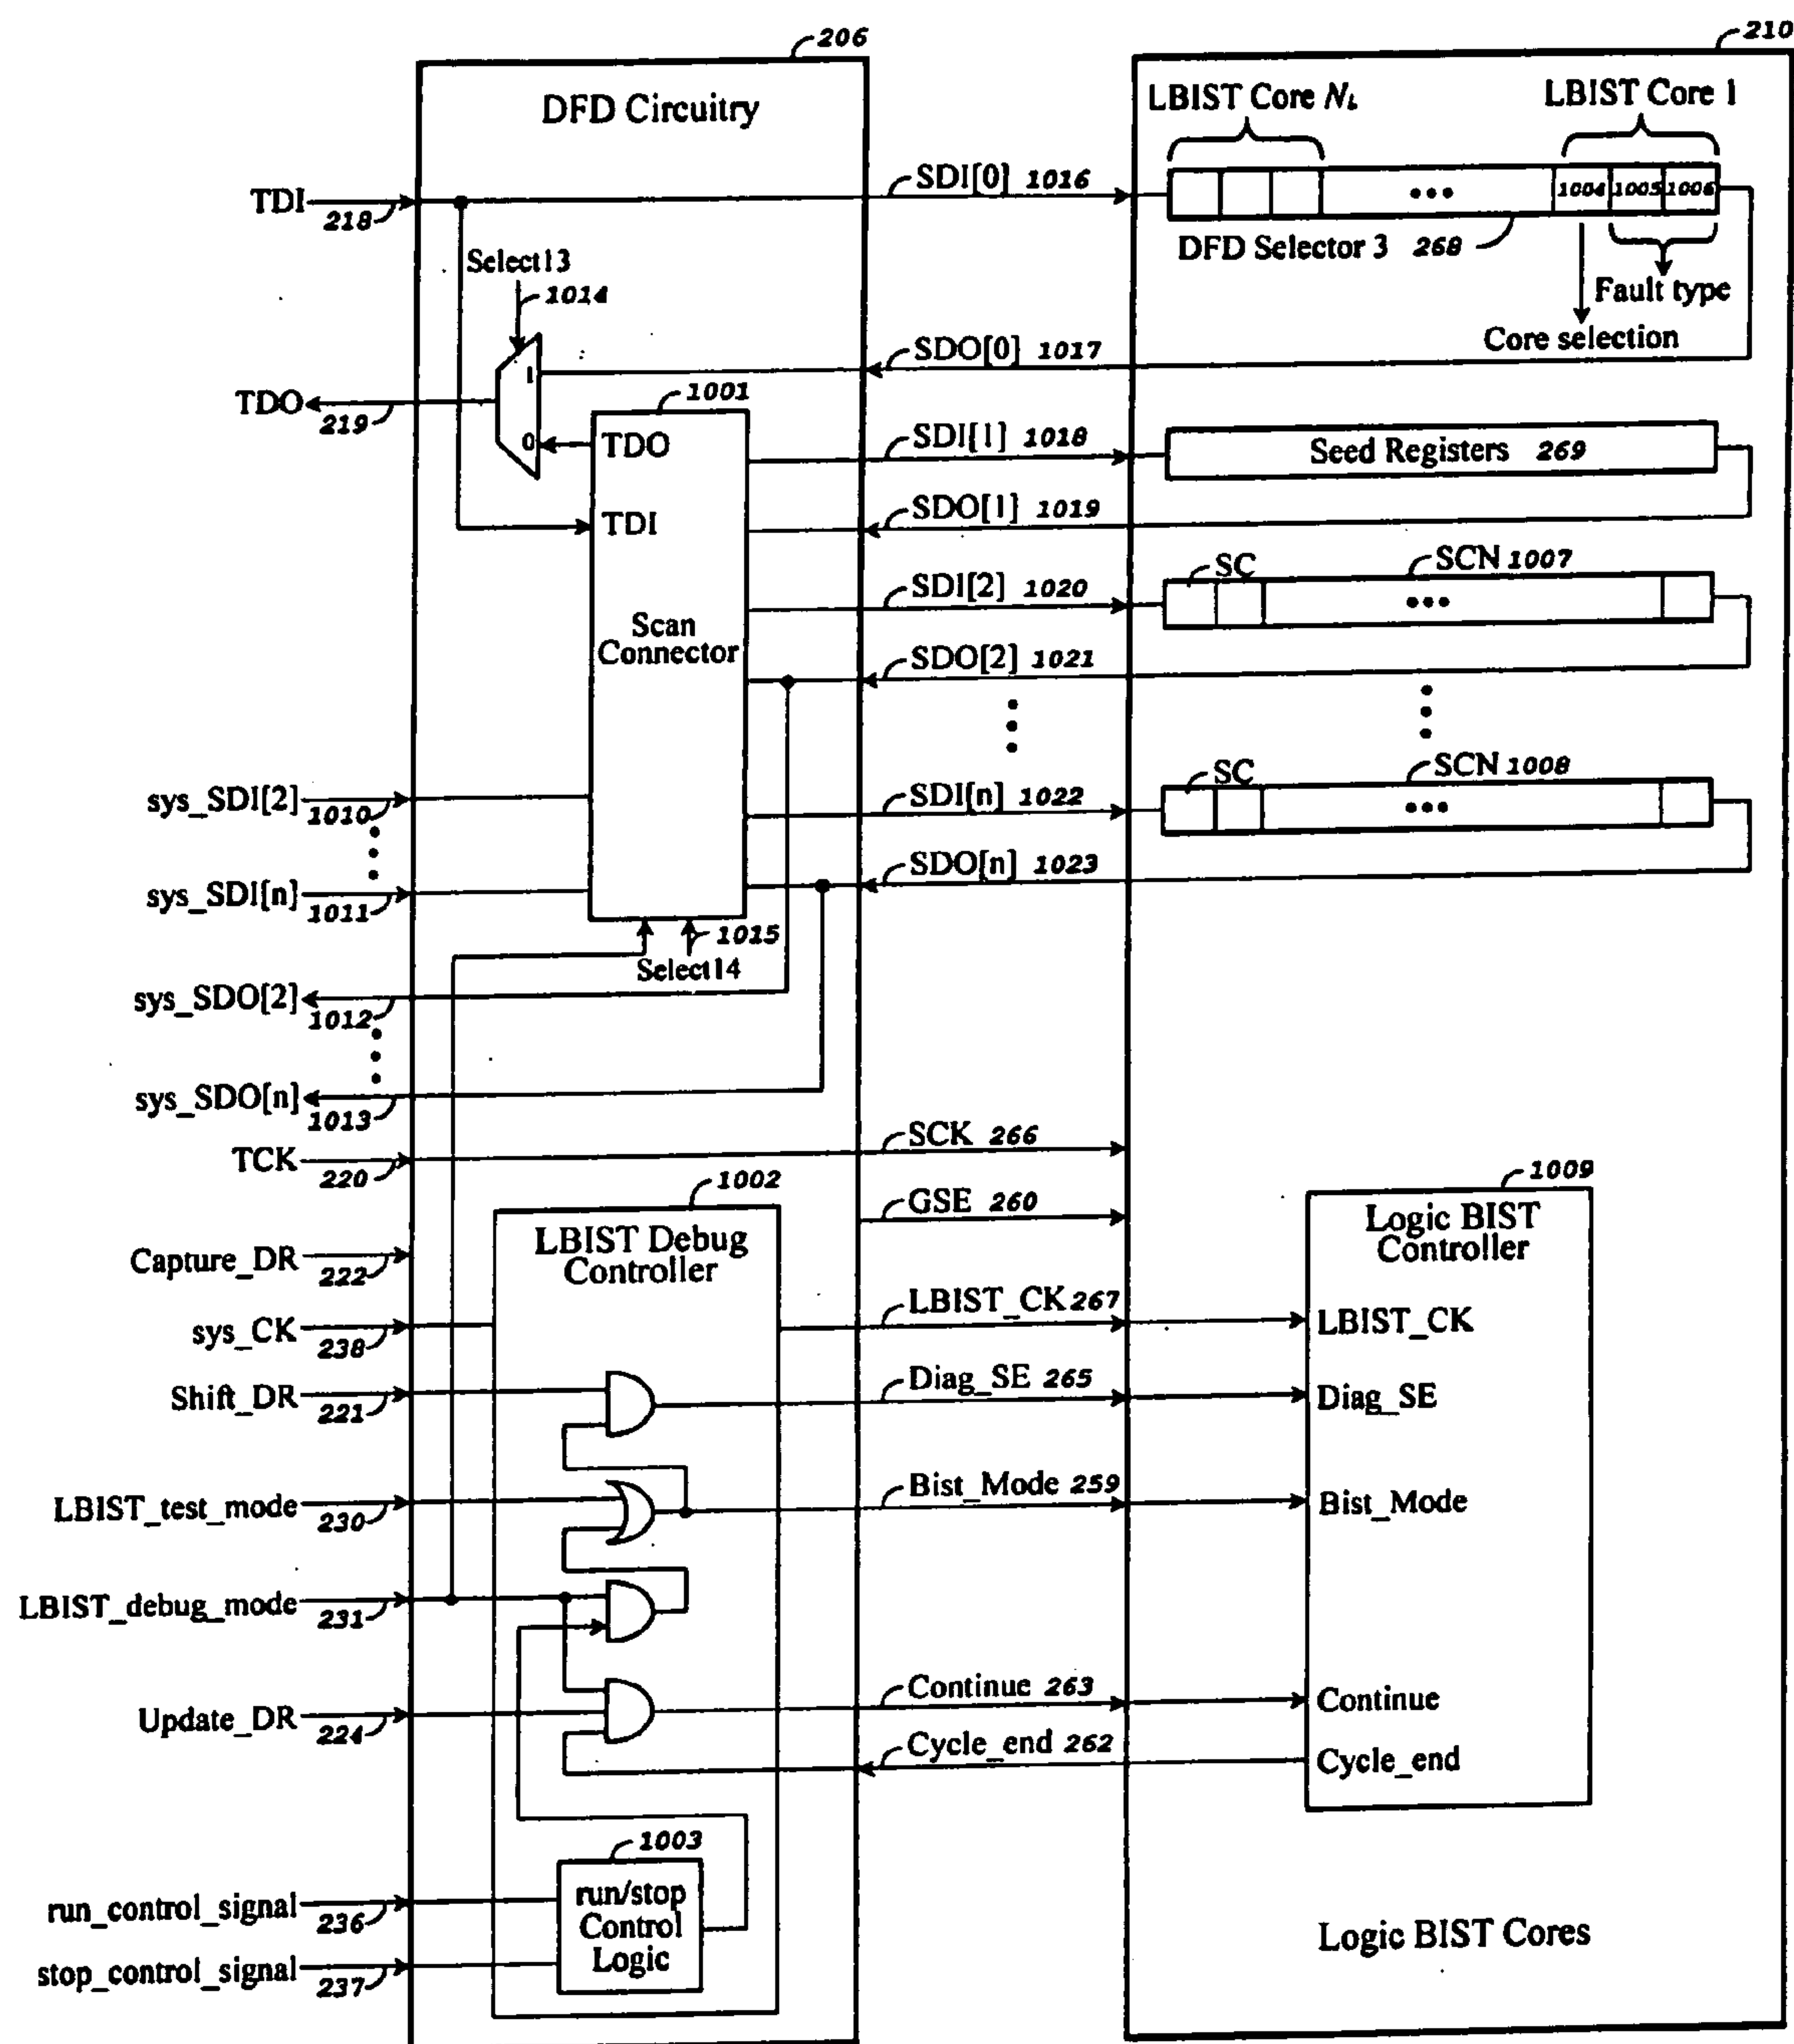 206
210
DFD Circuitry
LBIST Core N_L
LBIST Core 1
TDI
218
SDI[0] 1016
•••
1004
1005
1006
DFD Selector 3 268
Select13
1014
Fault type
Core selection
SDO[0] 1017
1
0
TDO
219
1001
TDO
SDI[1] 1018
Seed Registers 269
TDI
SDO[1] 1019
SDI[2] 1020
SC
SCN 1007
•••
Scan
Connector
SDO[2] 1021
sys_SDI[2]
1010
SDI[n] 1022
SC
SCN 1008
•••
sys_SDI[n]
1011
SDO[n] 1023
1015
Select14
sys_SDO[2]
1012
sys_SDO[n]
1013
TCK
220
SCK 266
1002
1009
GSE 260
LBIST Debug
Controller
Logic BIST
Controller
Capture_DR
222
sys_CK
238
LBIST_CK 267
LBIST_CK
Shift_DR
221
Diag_SE 265
Diag_SE
LBIST_test_mode
230
Bist_Mode 259
Bist_Mode
LBIST_debug_mode
231
Update_DR
224
Continue 263
Continue
Cycle_end 262
Cycle_end
1003
run_control_signal
236
run/stop
Control
Logic
stop_control_signal
237
Logic BIST Cores